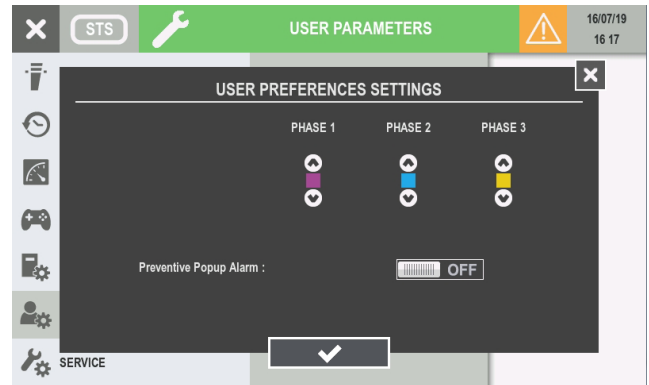 STS
USER PARAMETERS
16/07/19
16 17
USER PREFERENCES SETTINGS
PHASE 1
PHASE 2
PHASE 3
Preventive Popup Alarm :
OFF
SERVICE